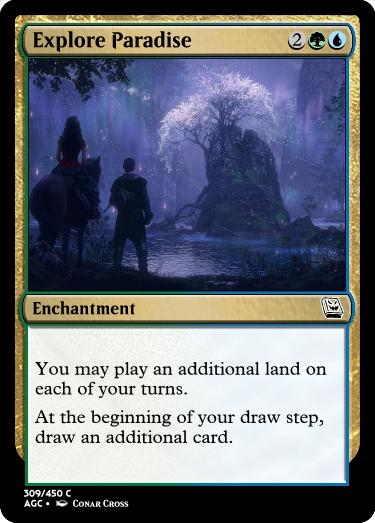 Explore Paradise 2
Enchantment
You may play an additional land on
each of your turns.
At the beginning of your draw step,
draw an additional card.
309/450 C
AGC • Conar Cross